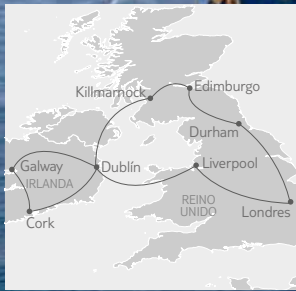 Killmarnock
Edimburgo
Durham
Galway
Dublín
Liverpool
IRLANDA
REINO
UNIDO
Cork
Londres